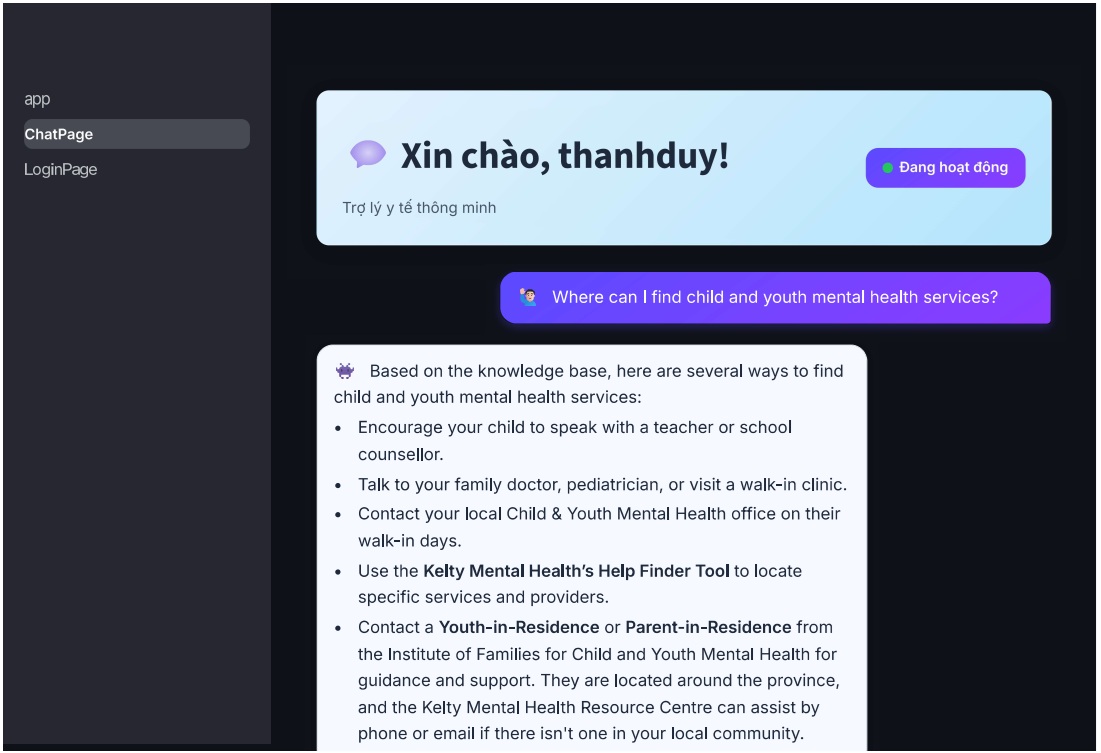 app
ChatPage
LoginPage
Xin chào, thanhduy!
Đang hoạt động
Trợ lý y tế thông minh
Where can I find child and youth mental health services?
Based on the knowledge base, here are several ways to find
child and youth mental health services:
• Encourage your child to speak with a teacher or school
counsellor.
• Talk to your family doctor, pediatrician, or visit a walk-in clinic.
• Contact your local Child & Youth Mental Health office on their
walk-in days.
• Use the Kelty Mental Health’s Help Finder Tool to locate
specific services and providers.
• Contact a Youth-in-Residence or Parent-in-Residence from
the Institute of Families for Child and Youth Mental Health for
guidance and support. They are located around the province,
and the Kelty Mental Health Resource Centre can assist by
phone or email if there isn't one in your local community.